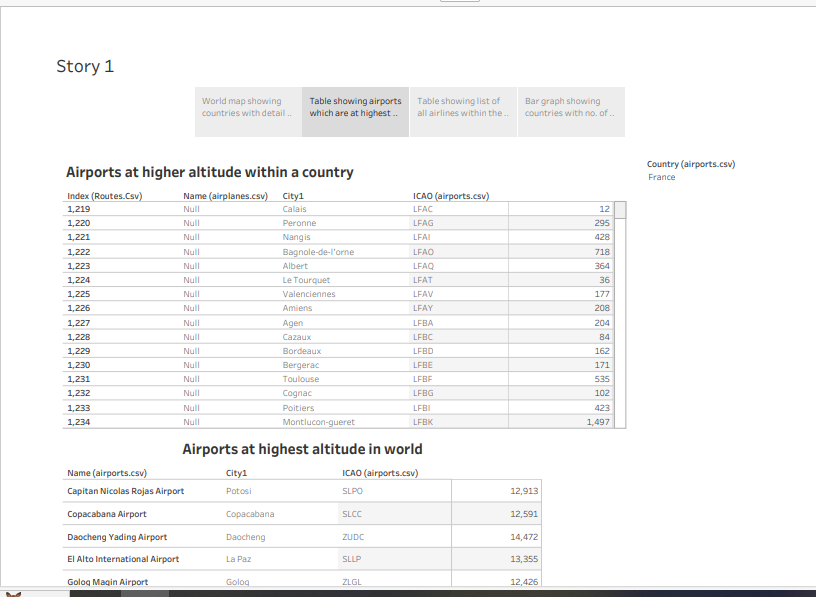 Story 1
World map showing countries with detail ..
Table showing airports which are at highest ..
Table showing list of all airlines within the ..
Bar graph showing countries with no. of ..
Country (airports.csv)
France
Airports at higher altitude within a country
Index (Routes.Csv) Name (airplanes.csv) City1 ICAO (airports.csv)
1,219 Null Calais LFAC 12
1,220 Null Peronne LFAG 295
1,221 Null Nangis LFAI 428
1,222 Null Bagnole-de-l'orne LFAO 718
1,223 Null Albert LFAQ 364
1,224 Null Le Tourquet LFAT 36
1,225 Null Valenciennes LFAV 177
1,226 Null Amiens LFAY 208
1,227 Null Agen LFBA 204
1,228 Null Cazaux LFBC 84
1,229 Null Bordeaux LFBD 162
1,230 Null Bergerac LFBE 171
1,231 Null Toulouse LFBF 535
1,232 Null Cognac LFBG 102
1,233 Null Poitiers LFBI 423
1,234 Null Montlucon-gueret LFBK 1,497
Airports at highest altitude in world
Name (airports.csv) City1 ICAO (airports.csv)
Capitan Nicolas Rojas Airport Potosi SLPO 12,913
Copacabana Airport Copacabana SLCC 12,591
Daocheng Yading Airport Daocheng ZUDC 14,472
El Alto International Airport La Paz SLLP 13,355
Golog Maqin Airport Golog ZLGL 12,426